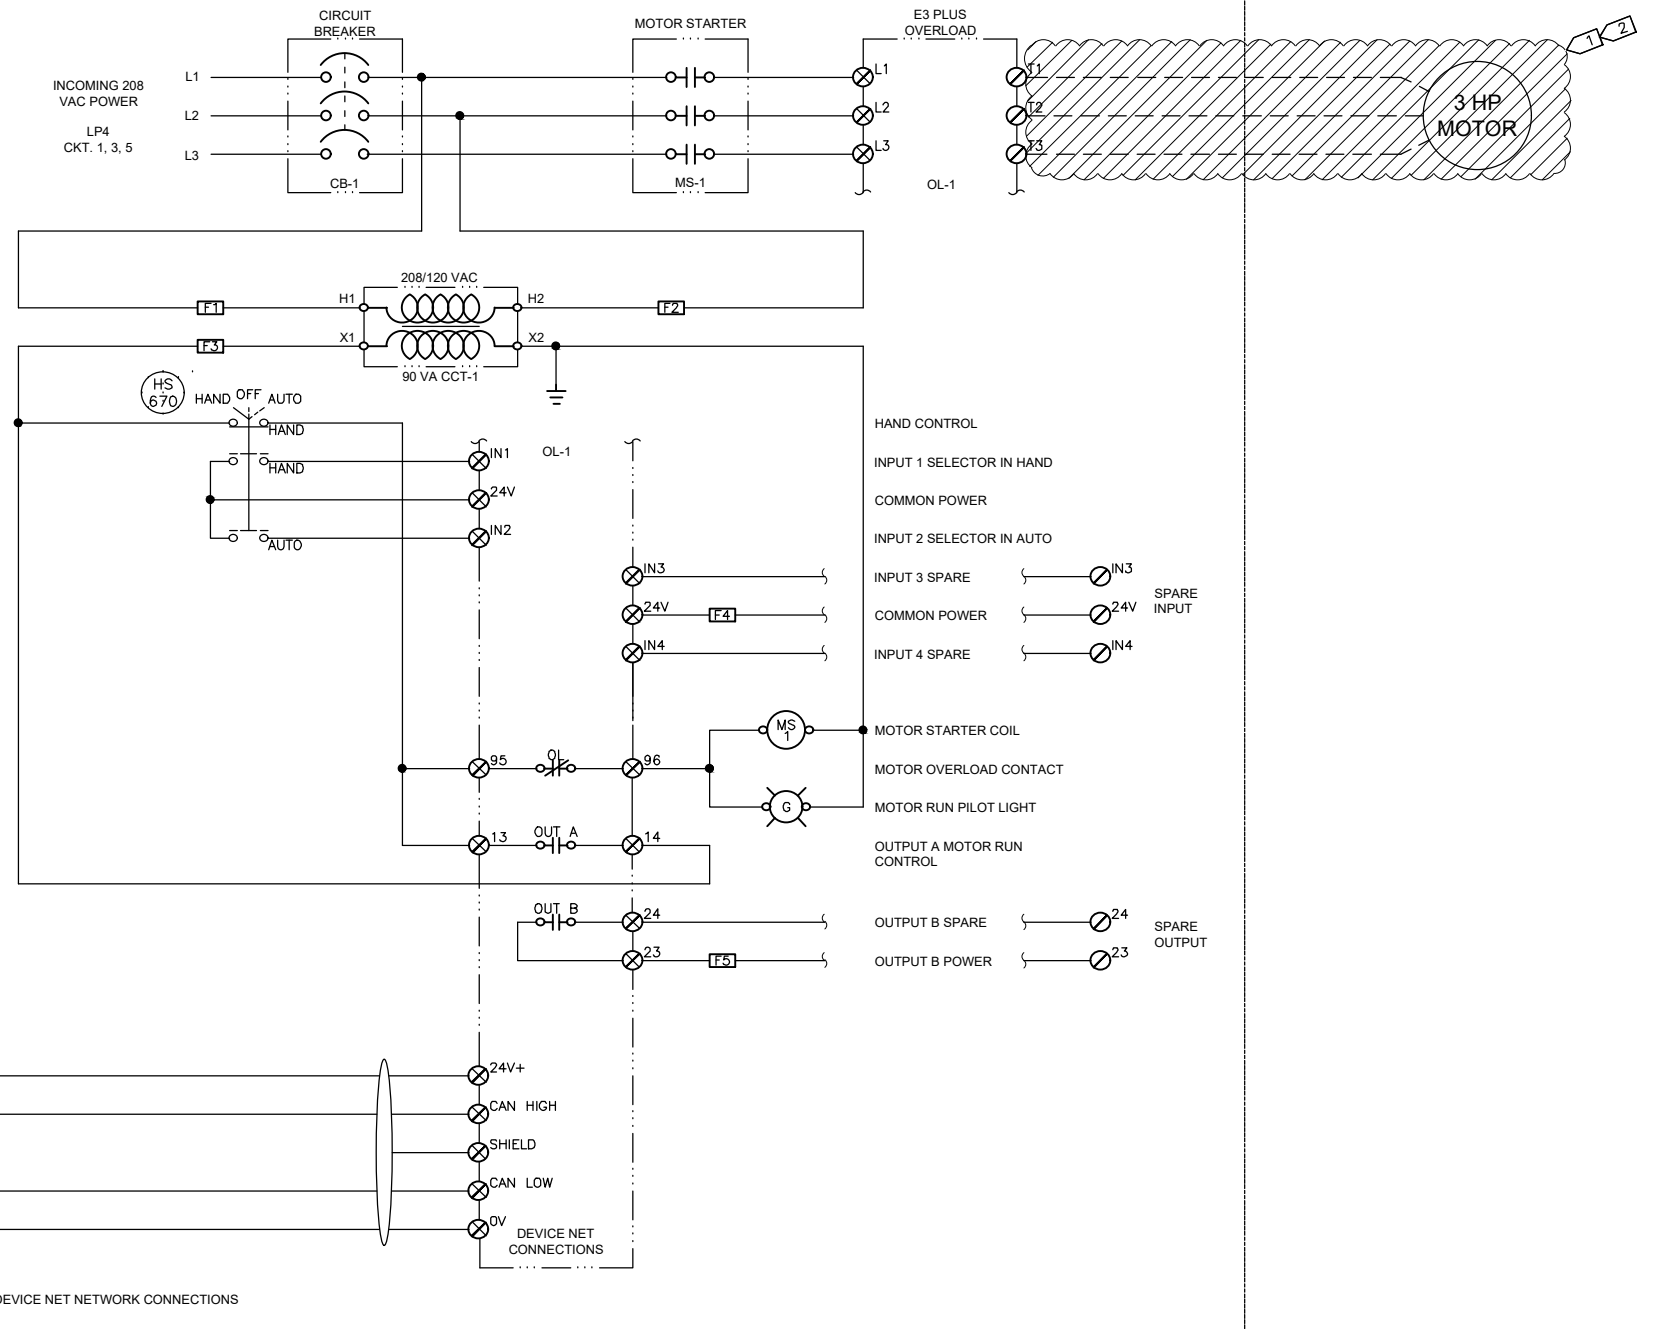 CIRCUIT
BREAKER
MOTOR STARTER
E3 PLUS
OVERLOAD
1
2
INCOMING 208
VAC POWER
LP4
CKT. 1, 3, 5
L1
L2
L3
CB-1
MS-1
L1
L2
L3
OL-1
T1
T2
T3
3 HP
MOTOR
208/120 VAC
F1
H1
H2
F2
F3
X1
X2
90 VA CCT-1
HS
670
HAND
OFF
AUTO
HAND
HAND CONTROL
HAND
IN1
OL-1
INPUT 1 SELECTOR IN HAND
24V
COMMON POWER
AUTO
IN2
INPUT 2 SELECTOR IN AUTO
IN3
INPUT 3 SPARE
IN3
24V
F4
COMMON POWER
24V
SPARE
INPUT
IN4
INPUT 4 SPARE
IN4
MS
1
MOTOR STARTER COIL
95
OL
96
MOTOR OVERLOAD CONTACT
G
MOTOR RUN PILOT LIGHT
13
OUT A
14
OUTPUT A MOTOR RUN
CONTROL
OUT B
24
OUTPUT B SPARE
24
SPARE
OUTPUT
23
F5
OUTPUT B POWER
23
24V+
CAN HIGH
SHIELD
CAN LOW
0V
DEVICE NET
CONNECTIONS
DEVICE NET NETWORK CONNECTIONS